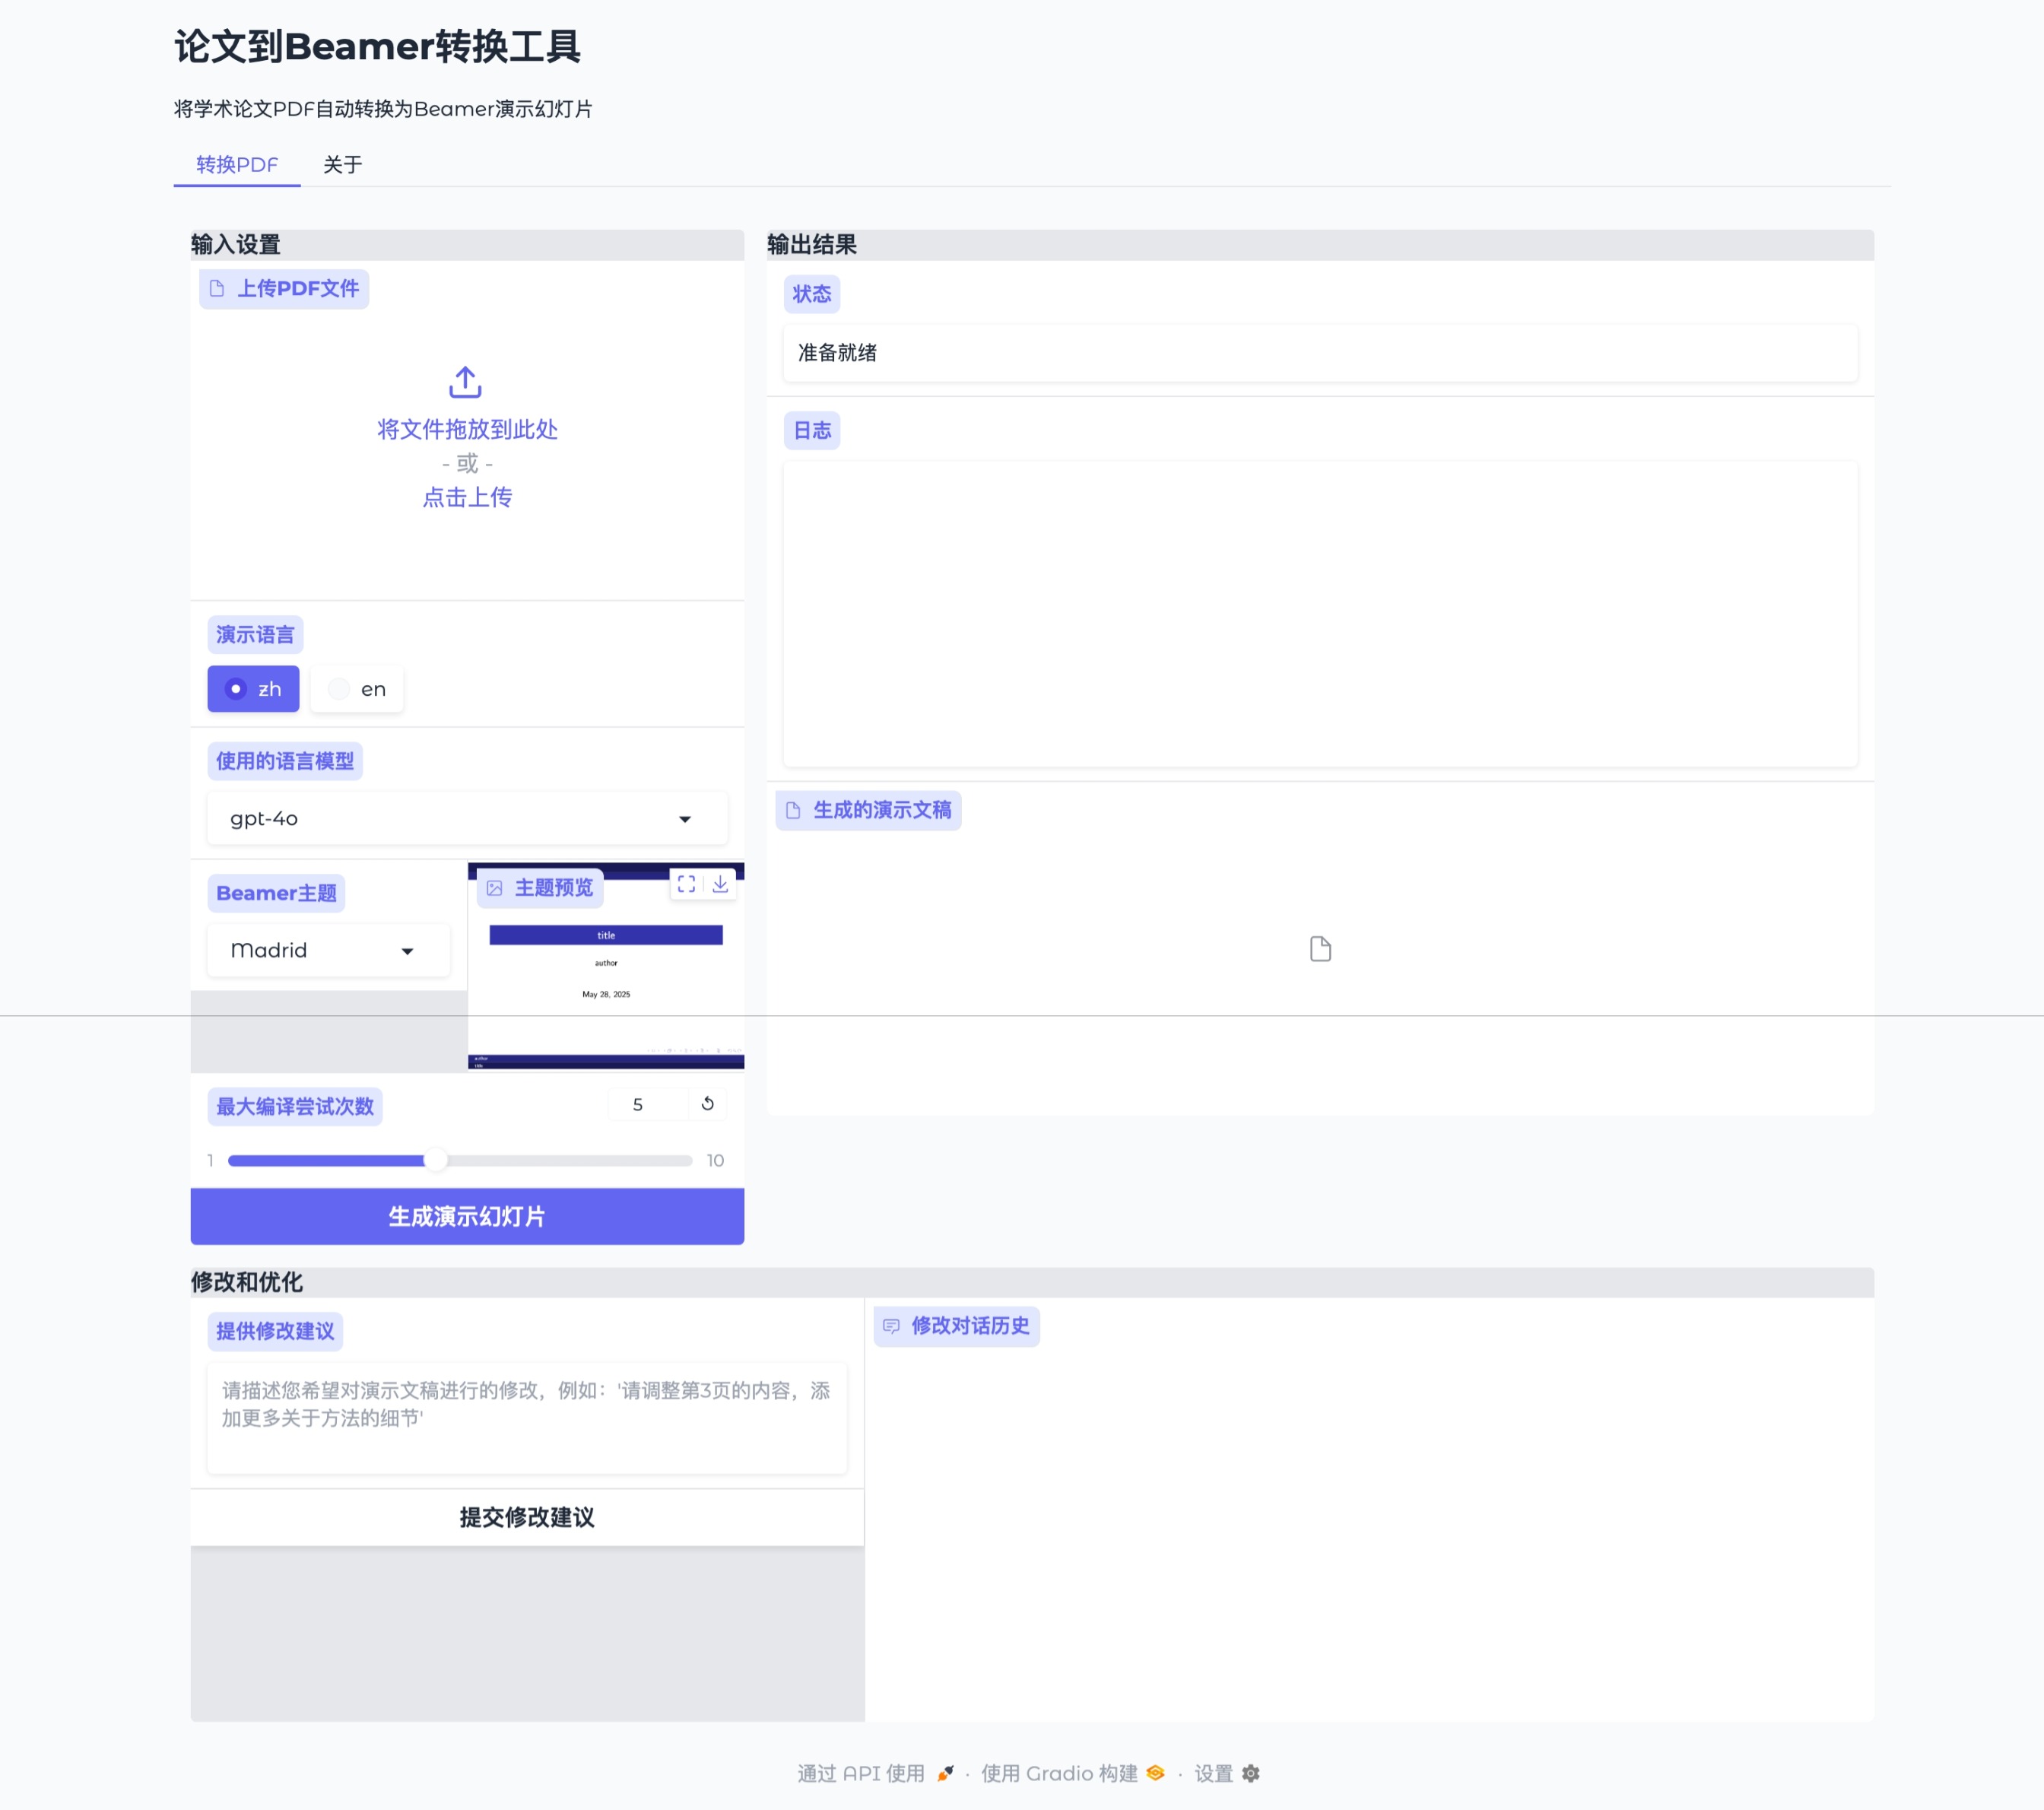 论文到Beamer转换工具
将学术论文PDF自动转换为Beamer演示幻灯片
转换PDF
关于
输入设置
上传PDF文件
将文件拖放到此处
- 或 -
点击上传
演示语言
zh
en
使用的语言模型
gpt-4o
Beamer主题
Madrid
主题预览
title
author
May 28, 2025
author
title
最大编译尝试次数
5
1
10
生成演示幻灯片
输出结果
状态
准备就绪
日志
生成的演示文稿
修改和优化
提供修改建议
请描述您希望对演示文稿进行的修改，例如：'请调整第3页的内容，添
加更多关于方法的细节'
提交修改建议
修改对话历史
通过 API 使用 · 使用 Gradio 构建 · 设置